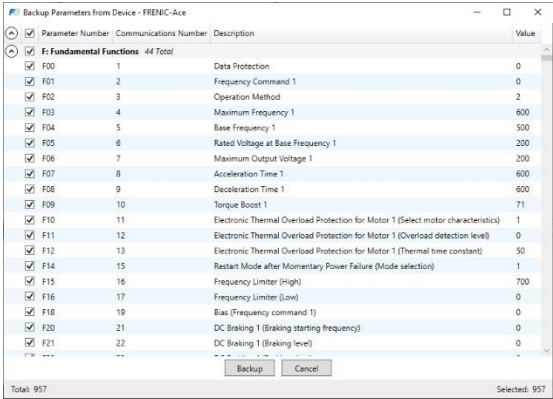 Backup Parameters from Device - FRENIC-Ace
Parameter Number Communications Number Description Value
F: Fundamental Functions 44 Total
F00 1 Data Protection 0
F01 2 Frequency Command 1 0
F02 3 Operation Method 2
F03 4 Maximum Frequency 1 600
F04 5 Base Frequency 1 500
F05 6 Rated Voltage at Base Frequency 1 200
F06 7 Maximum Output Voltage 1 200
F07 8 Acceleration Time 1 600
F08 9 Deceleration Time 1 600
F09 10 Torque Boost 1 71
F10 11 Electronic Thermal Overload Protection for Motor 1 (Select motor characteristics) 1
F11 12 Electronic Thermal Overload Protection for Motor 1 (Overload detection level) 0
F12 13 Electronic Thermal Overload Protection for Motor 1 (Thermal time constant) 50
F14 15 Restart Mode after Momentary Power Failure (Mode selection) 1
F15 16 Frequency Limiter (High) 700
F16 17 Frequency Limiter (Low) 0
F18 19 Bias (Frequency command 1) 0
F20 21 DC Braking 1 (Braking starting frequency) 0
F21 22 DC Braking 1 (Braking level) 0
Backup Cancel
Total: 957 Selected: 957